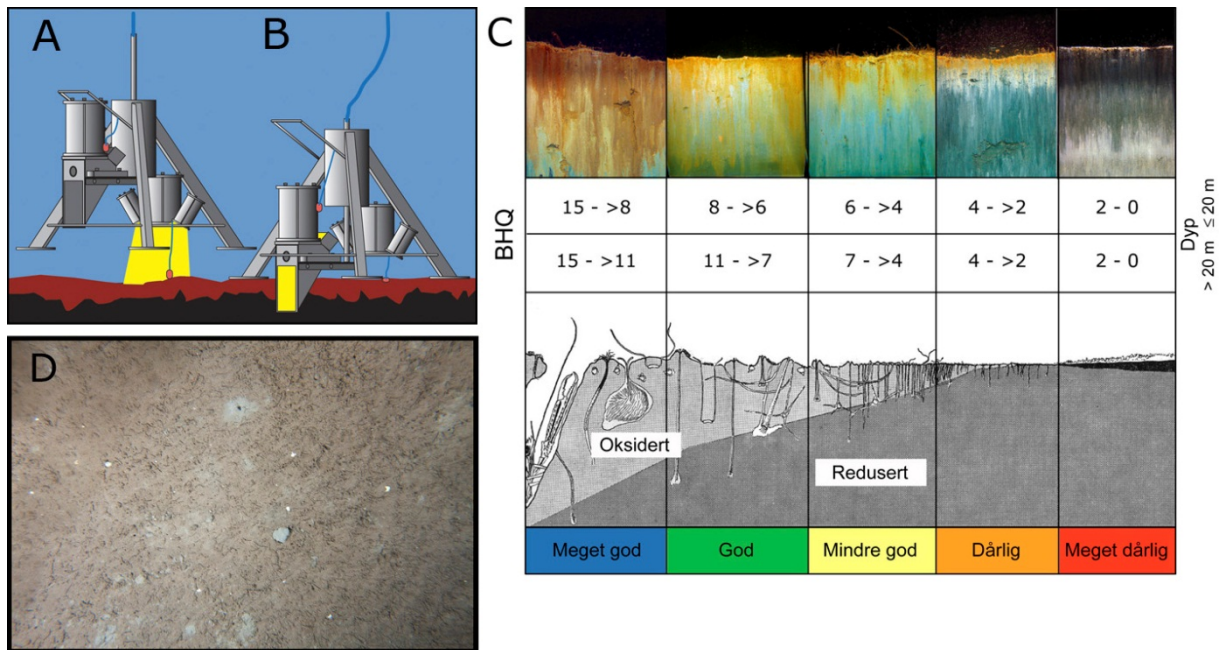 A
B
C
BHQ
15 - >8
8 - >6
6 - >4
4 - >2
2 - 0
15 - >11
11 - >7
7 - >4
4 - >2
2 - 0
Dyp
> 20 m ≤ 20 m
Oksidert
Redusert
Meget god
God
Mindre god
Dårlig
Meget dårlig
D